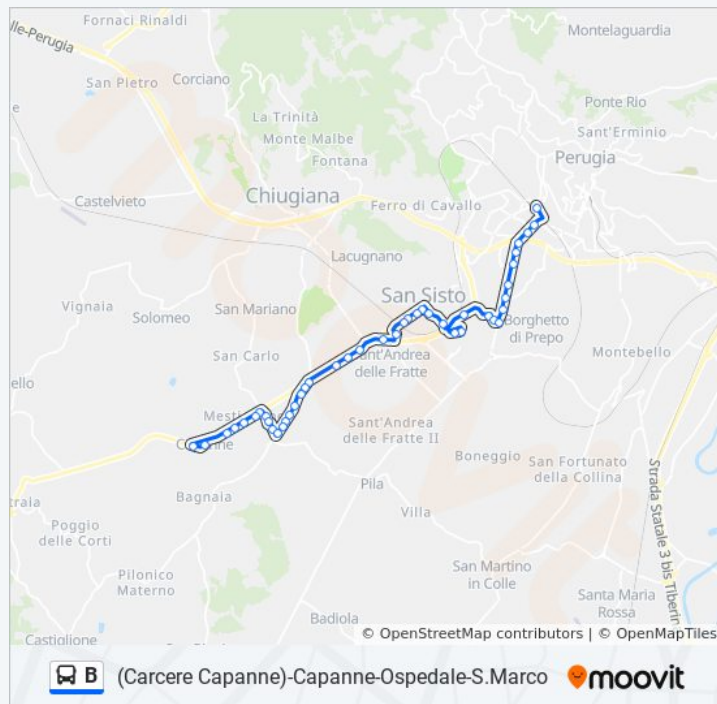 Fornaci Rinaldi
Montelaguardia
alle-Perugia
San Pietro
Corciano
Ponte Rio
La Trinità
Monte Malbe
Sant'Erminio
Fontana
Perugia
Chiugiana
Castelvieto
Ferro di Cavallo
Lacugnano
San Sisto
Vignaia
San Mariano
Solomeo
Borghetto
di Prepo
San Carlo
Montebello
ello
ant'Andrea
delle Fratte
Mesth
Sant'Andrea
delle Fratte II
C
nne
Boneggio
San Fortunato
della Collina
traia
Bagnaia
Pila
Strada Statale 3 bis Tiberin
Poggio
delle Corti
Villa
Pilonico
Materno
San Martino
in Colle
Santa Maria
Rossa
Badiola
Castiglione
© OpenStreetMap contributors | © OpenMapTiles
B (Carcere Capanne)-Capanne-Ospedale-S.Marco moovit